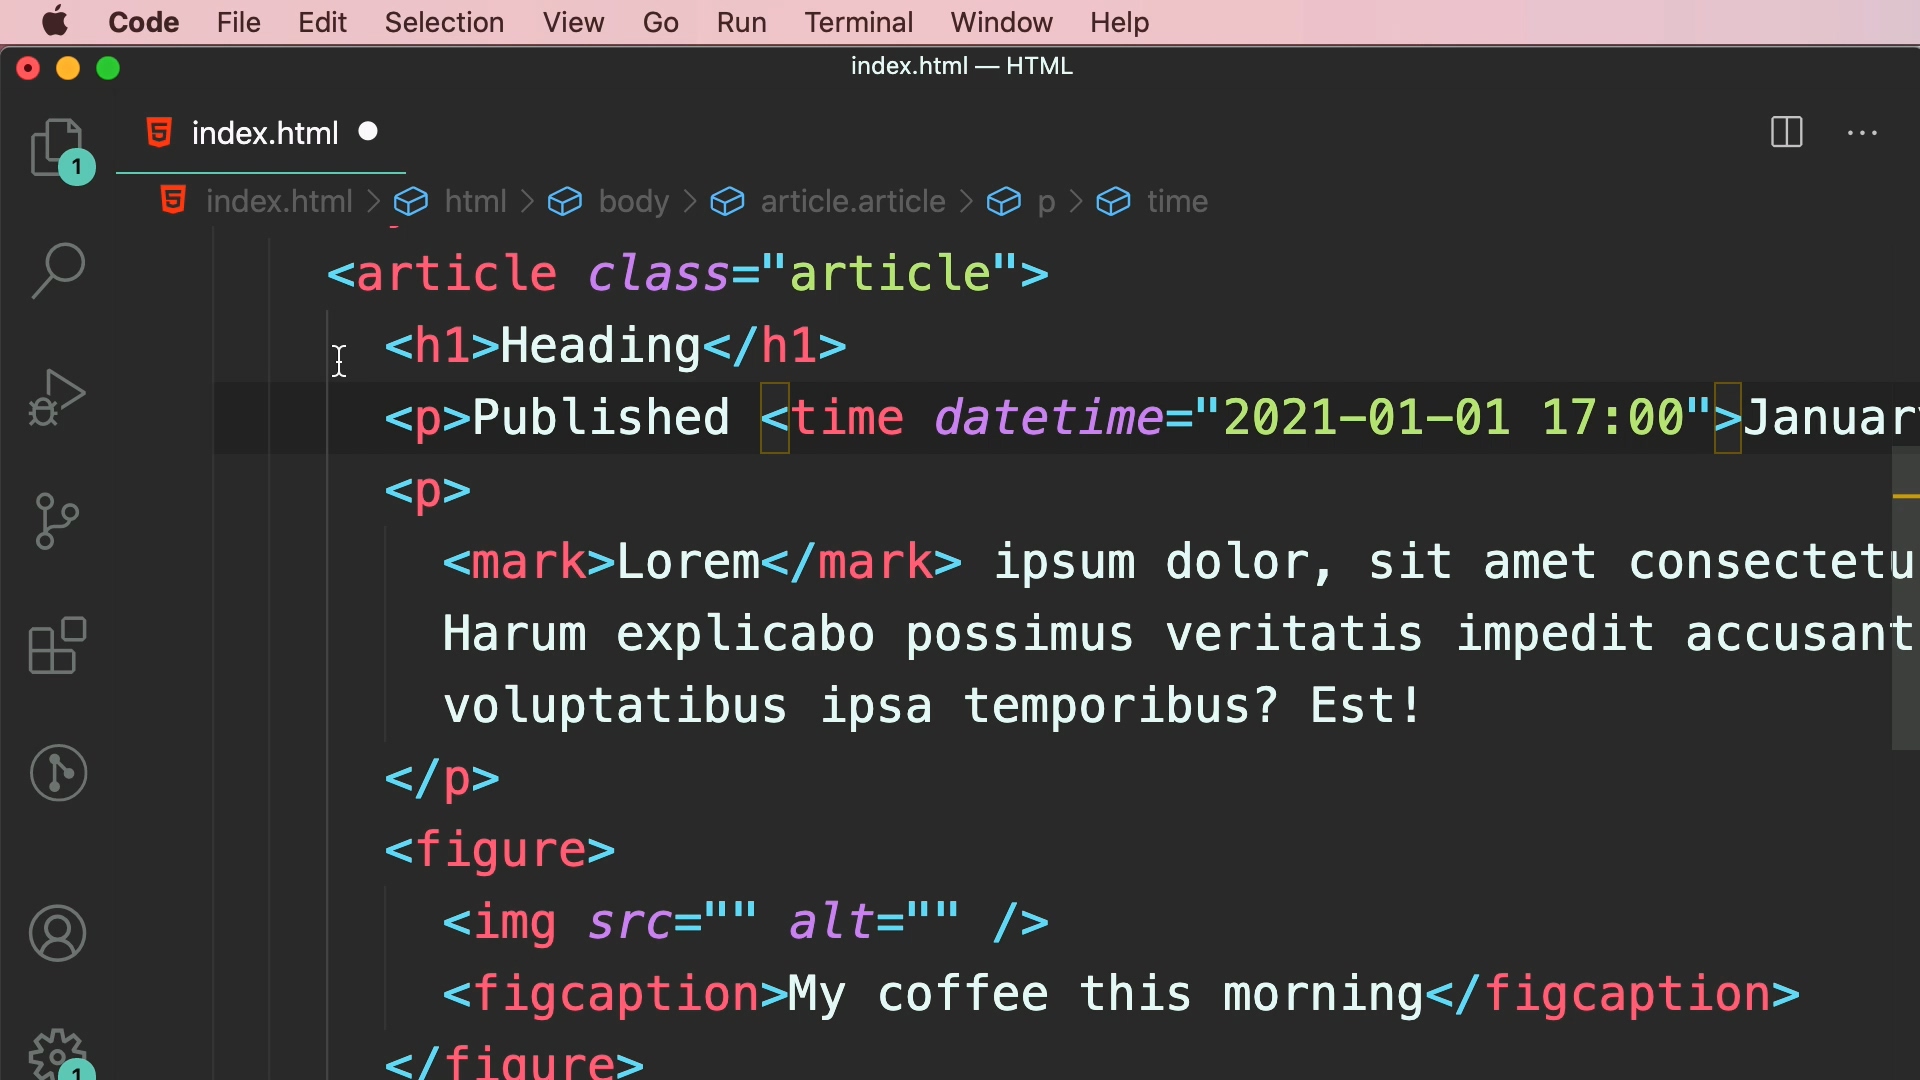 Code File Edit Selection View Go Run Terminal Window Help
index.html — HTML
index.html
1
index.html > html > body > article.article > p > time
<article class="article">
<h1>Heading</h1>
<p>Published <time datetime="2021-01-01 17:00">
<p>
<mark>Lorem</mark> ipsum dolor, sit amet
Harum explicabo possimus veritatis impedit
voluptatibus ipsa temporibus? Est!
</p>
<figure>
<img src="" alt="" />
<figcaption>My coffee this morning</figcaption>
</figure>
1